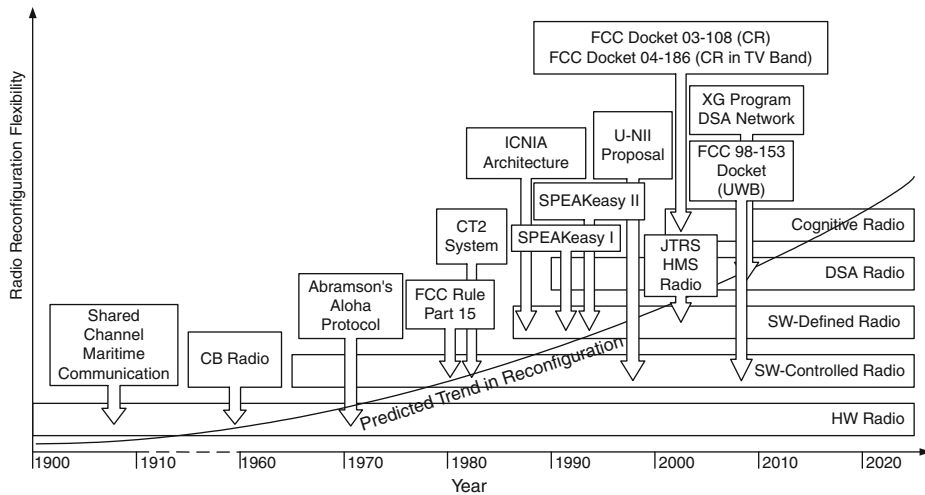 Radio Reconfiguration Flexibility
FCC Docket 03-108 (CR)
FCC Docket 04-186 (CR in TV Band)
XG Program
DSA Network
ICNIA
Architecture
U-NII
Proposal
FCC 98-153
Docket
(UWB)
SPEAKeasy II
SPEAKeasy I
CT2
System
Cognitive Radio
JTRS
HMS
Radio
DSA Radio
Abramson's
Aloha
Protocol
FCC Rule
Part 15
Shared
Channel
Maritime
Communication
SW-Defined Radio
CB Radio
SW-Controlled Radio
Predicted Trend in Reconfiguration
HW Radio
1900
1910
1960
1970
1980
1990
2000
2010
2020
Year